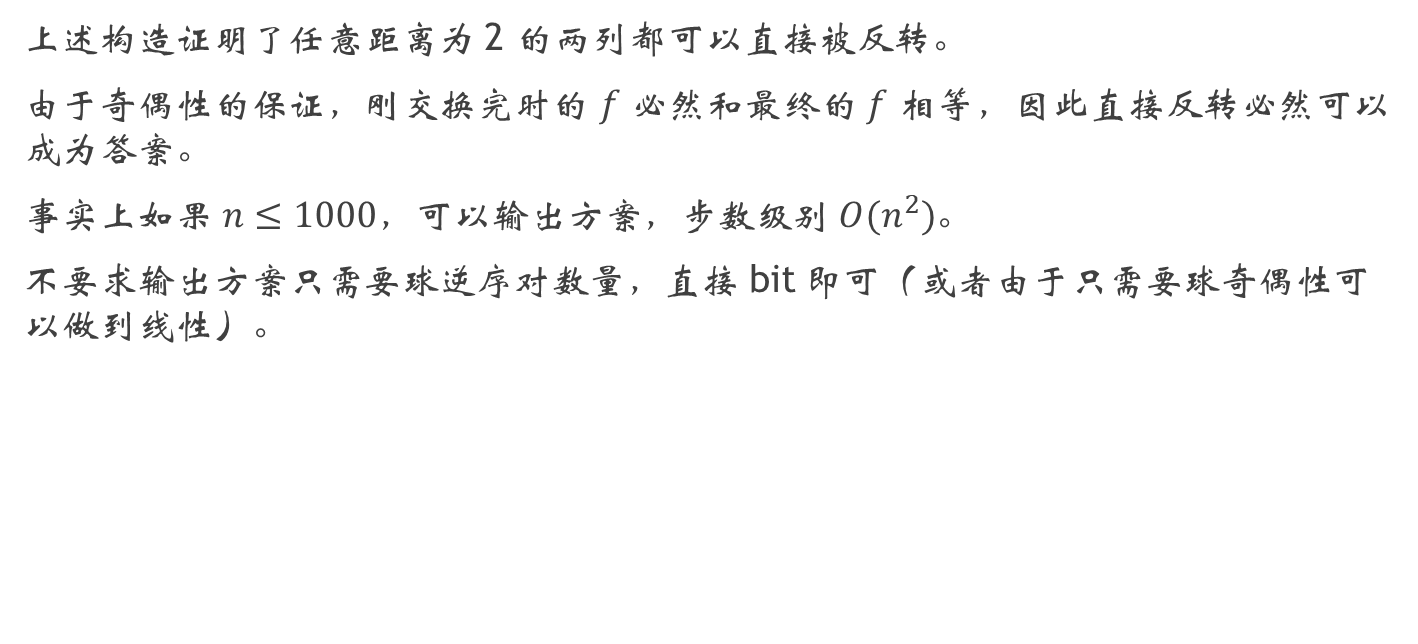 上述构造证明了任意距离为 2 的两列都可以直接被反转。
由于奇偶性的保证，刚交换完时的 f 必然和最终的 f 相等，因此直接反转必然可以
成为答案。
事实上如果 n ≤ 1000，可以输出方案，步数级别 O(n²)。
不要求输出方案只需要球逆序对数量，直接 bit 即可（或者由于只需要球奇偶性可
以做到线性）。